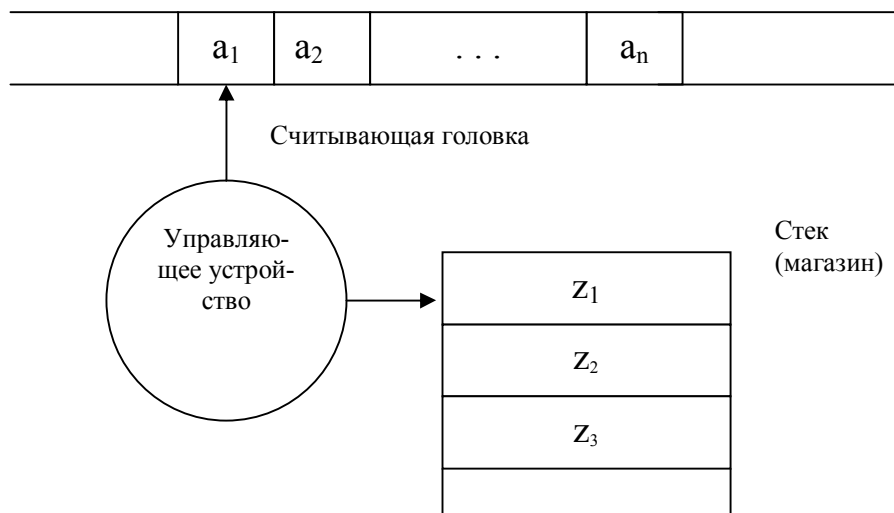 a1 a2 . . . an
Считывающая головка
Управляю-
щее устрой-
ство
Стек
(магазин)
z1
z2
z3